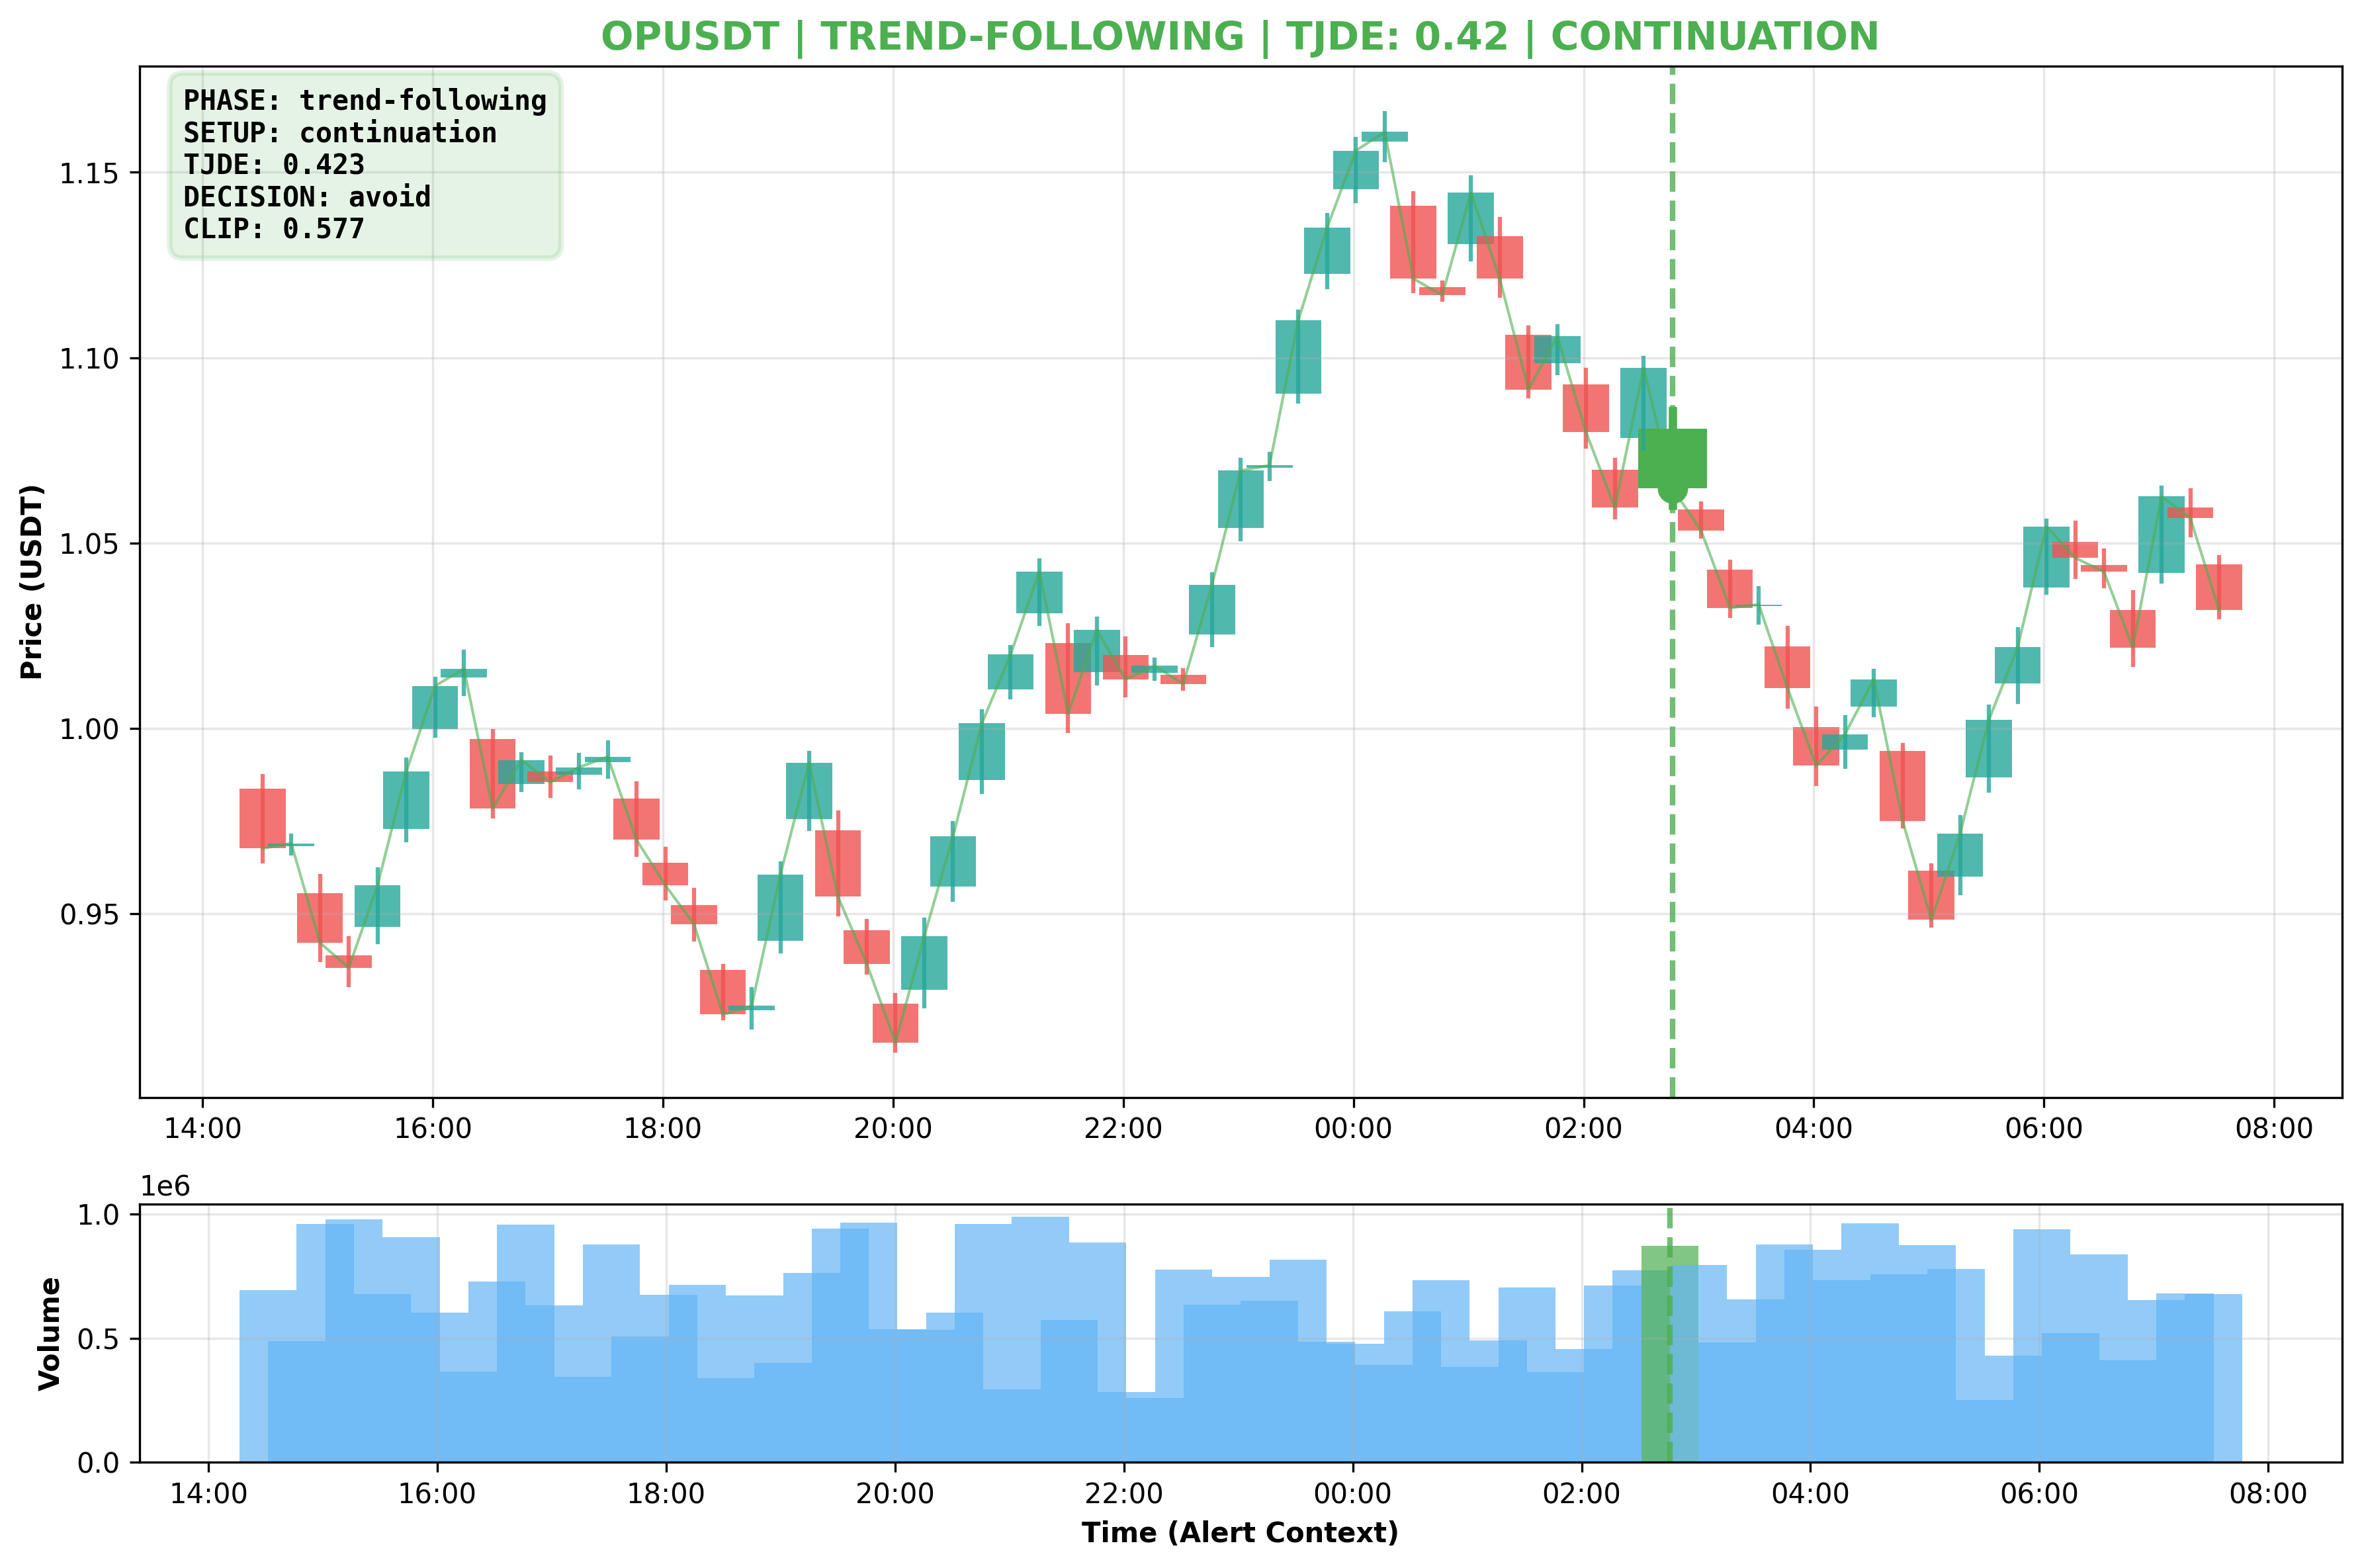 OPUSDT | TREND-FOLLOWING | TJDE: 0.42 | CONTINUATION
PHASE: trend-following
SETUP: continuation
TJDE: 0.423
DECISION: avoid
CLIP: 0.577
Price (USDT)
1.15
1.10
1.05
1.00
0.95
14:00 16:00 18:00 20:00 22:00 00:00 02:00 04:00 06:00 08:00
1e6
Volume
1.0
0.5
0.0
14:00 16:00 18:00 20:00 22:00 00:00 02:00 04:00 06:00 08:00
Time (Alert Context)